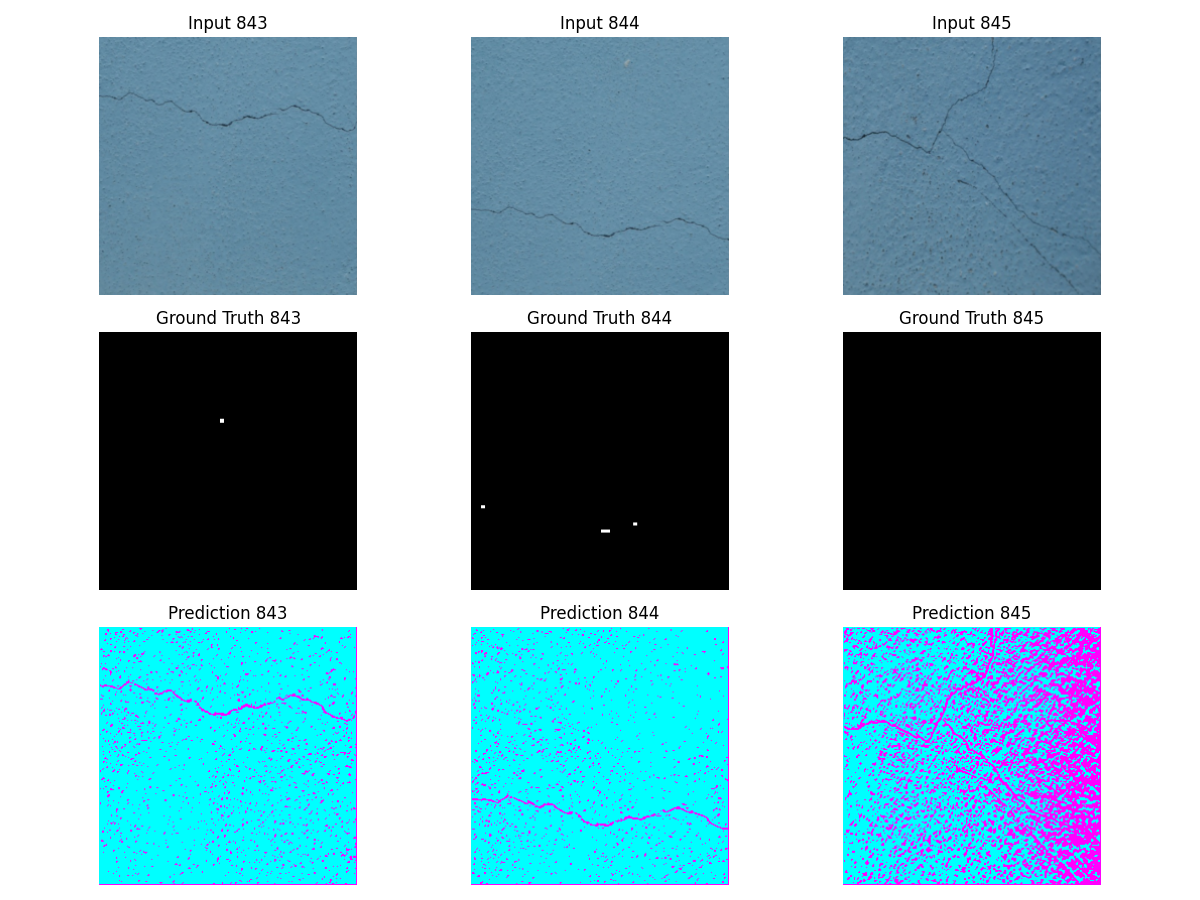 Input 843
Input 844
Input 845
Ground Truth 843
Ground Truth 844
Ground Truth 845
Prediction 843
Prediction 844
Prediction 845